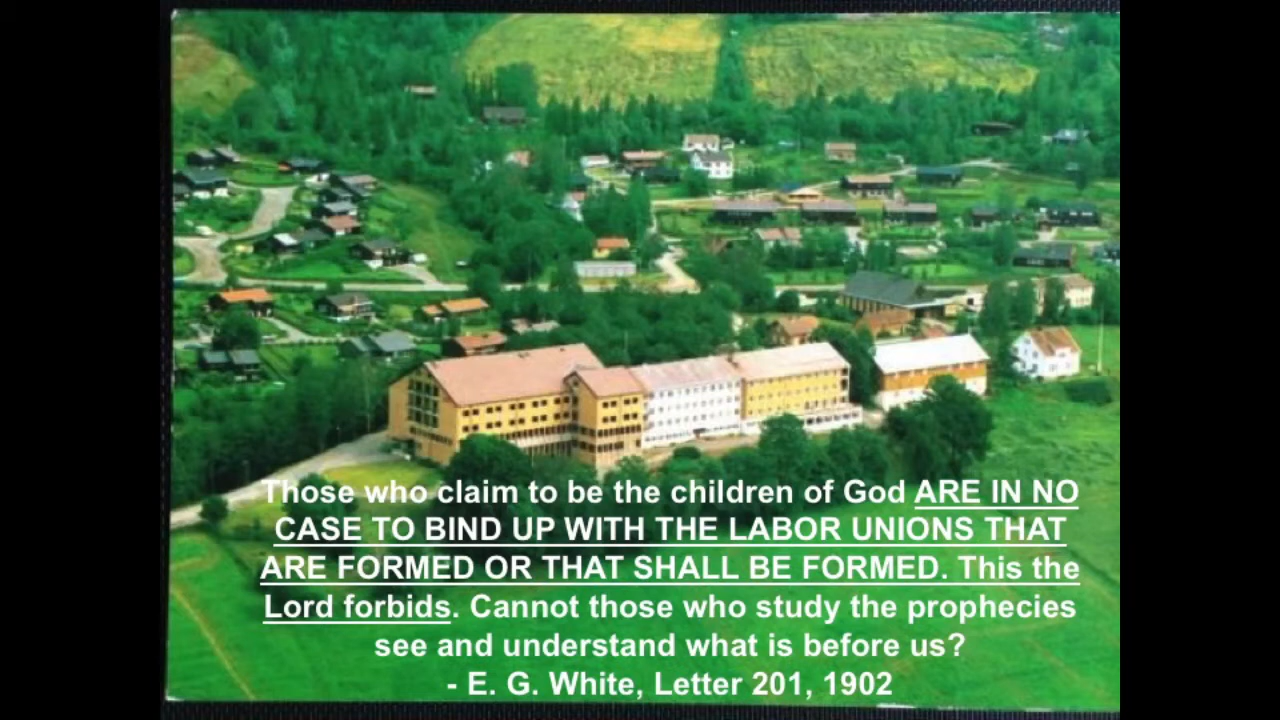 Those who claim to be the children of God ARE IN NO
CASE TO BIND UP WITH THE LABOR UNIONS THAT
ARE FORMED OR THAT SHALL BE FORMED. This the
Lord forbids. Cannot those who study the prophecies
see and understand what is before us?
- E. G. White, Letter 201, 1902